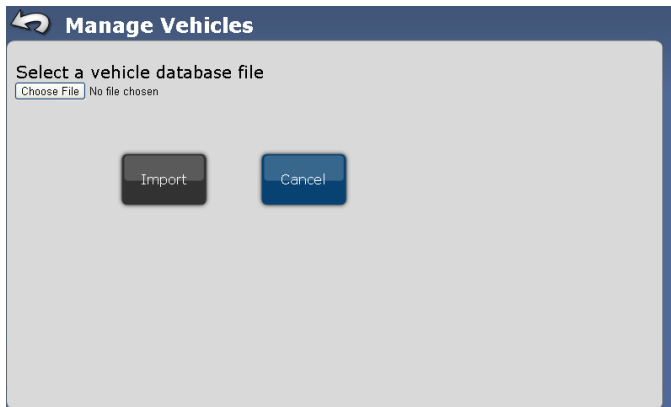 Manage Vehicles
Select a vehicle database file
Choose File No file chosen
Import Cancel